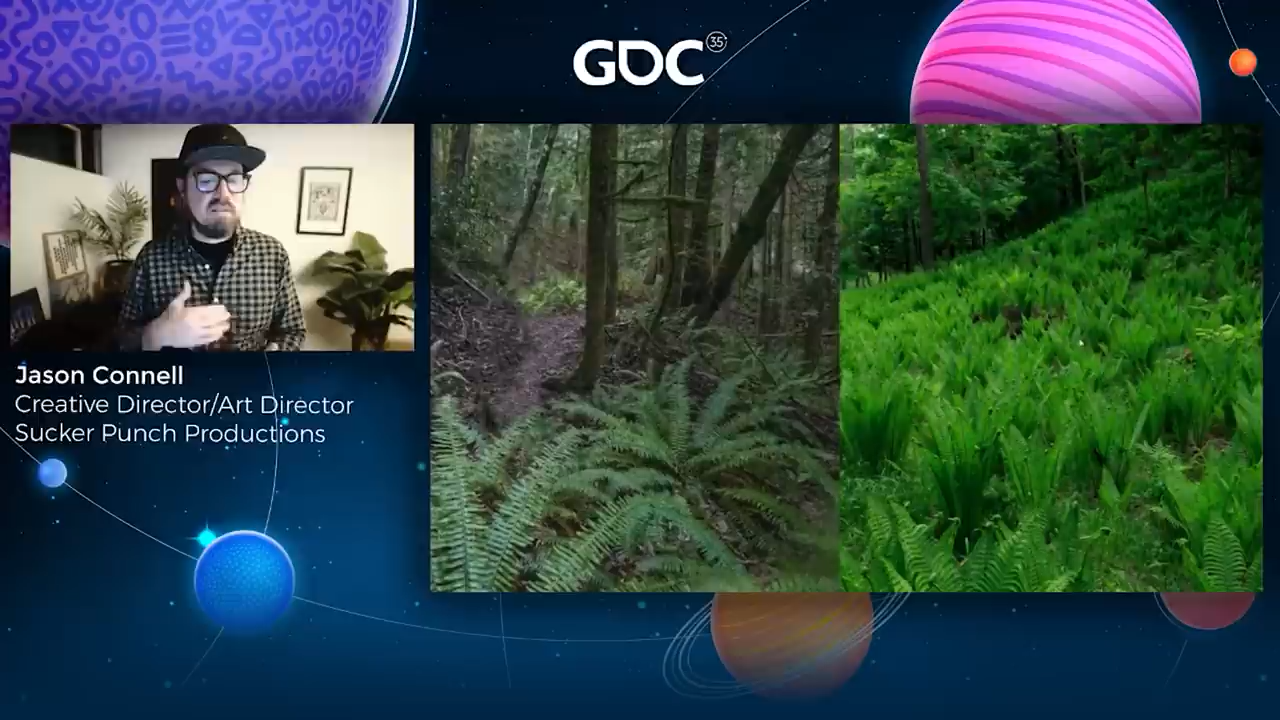 GDC 35
Jason Connell
Creative Director/Art Director
Sucker Punch Productions